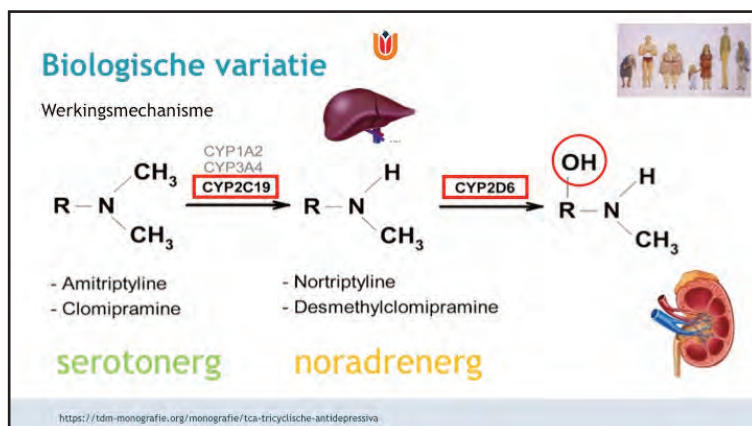 Biologische variatie
Werkingsmechanisme
CYP1A2
CYP3A4
CYP2C19
R – N
CH3
CH3
R – N
H
CH3
CYP2D6
OH
R – N
H
CH3
- Amitriptyline
- Clomipramine
- Nortriptyline
- Desmethylclomipramine
serotonerg
noradrenerg
https://tdm-monografie.org/monografie/tca-tricyclische-antidepressiva